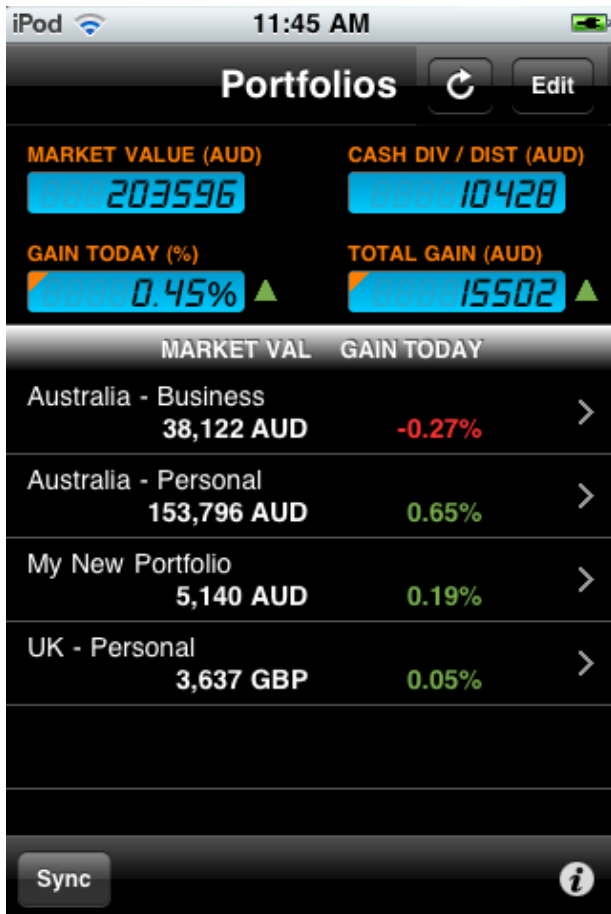 iPod 11:45 AM
Portfolios Edit
MARKET VALUE (AUD) CASH DIV / DIST (AUD)
203596 10428
GAIN TODAY (%) TOTAL GAIN (AUD)
0.45% 15502
MARKET VAL GAIN TODAY
Australia - Business
38,122 AUD -0.27%
Australia - Personal
153,796 AUD 0.65%
My New Portfolio
5,140 AUD 0.19%
UK - Personal
3,637 GBP 0.05%
Sync i